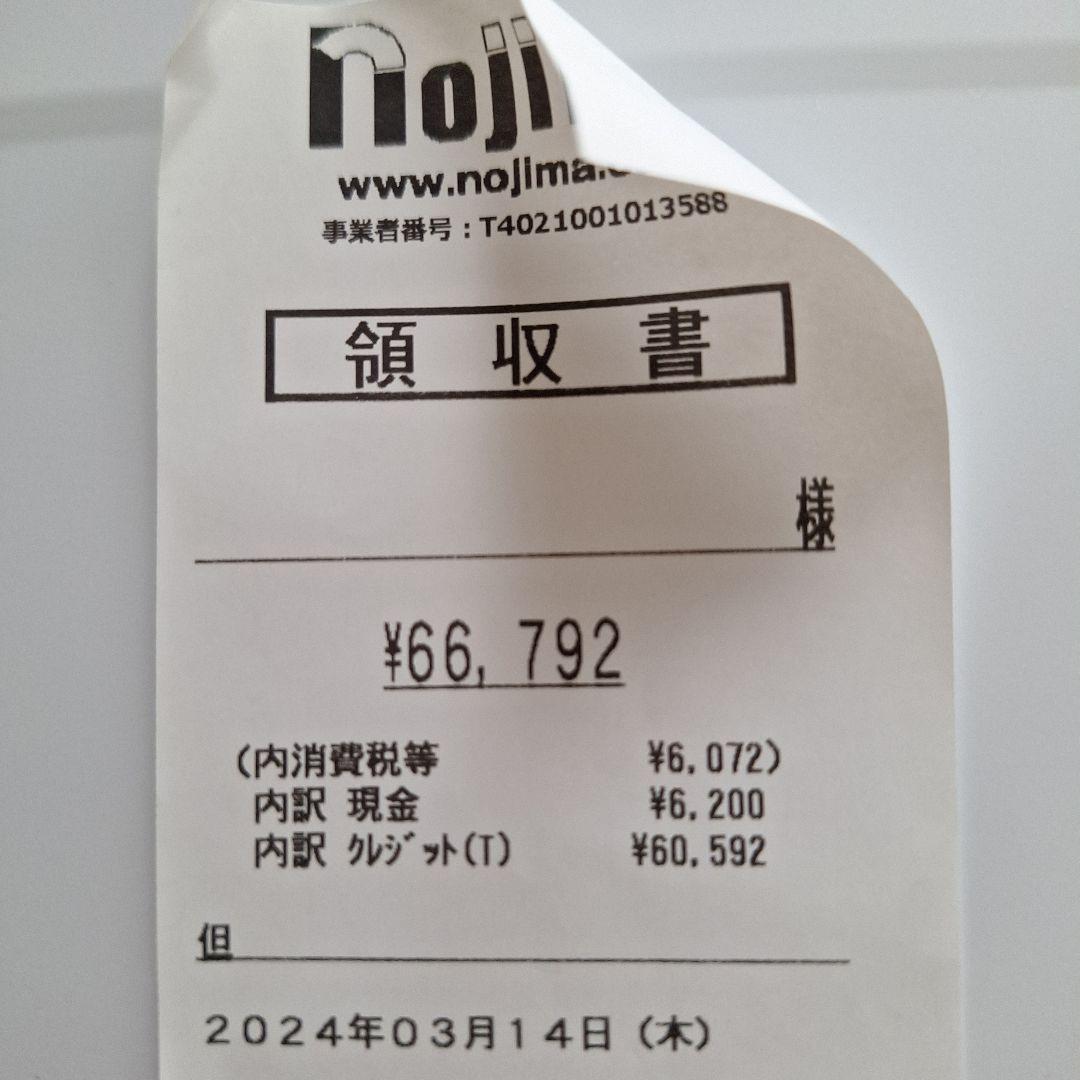 noji
www.nojima.
事業者番号：T4021001013588
領収書
様
¥66,792
(内消費税等 ¥6,072)
内訳 現金 ¥6,200
内訳 ｸﾚｼﾞｯﾄ(T) ¥60,592
但
２０２４年０３月１４日（木）